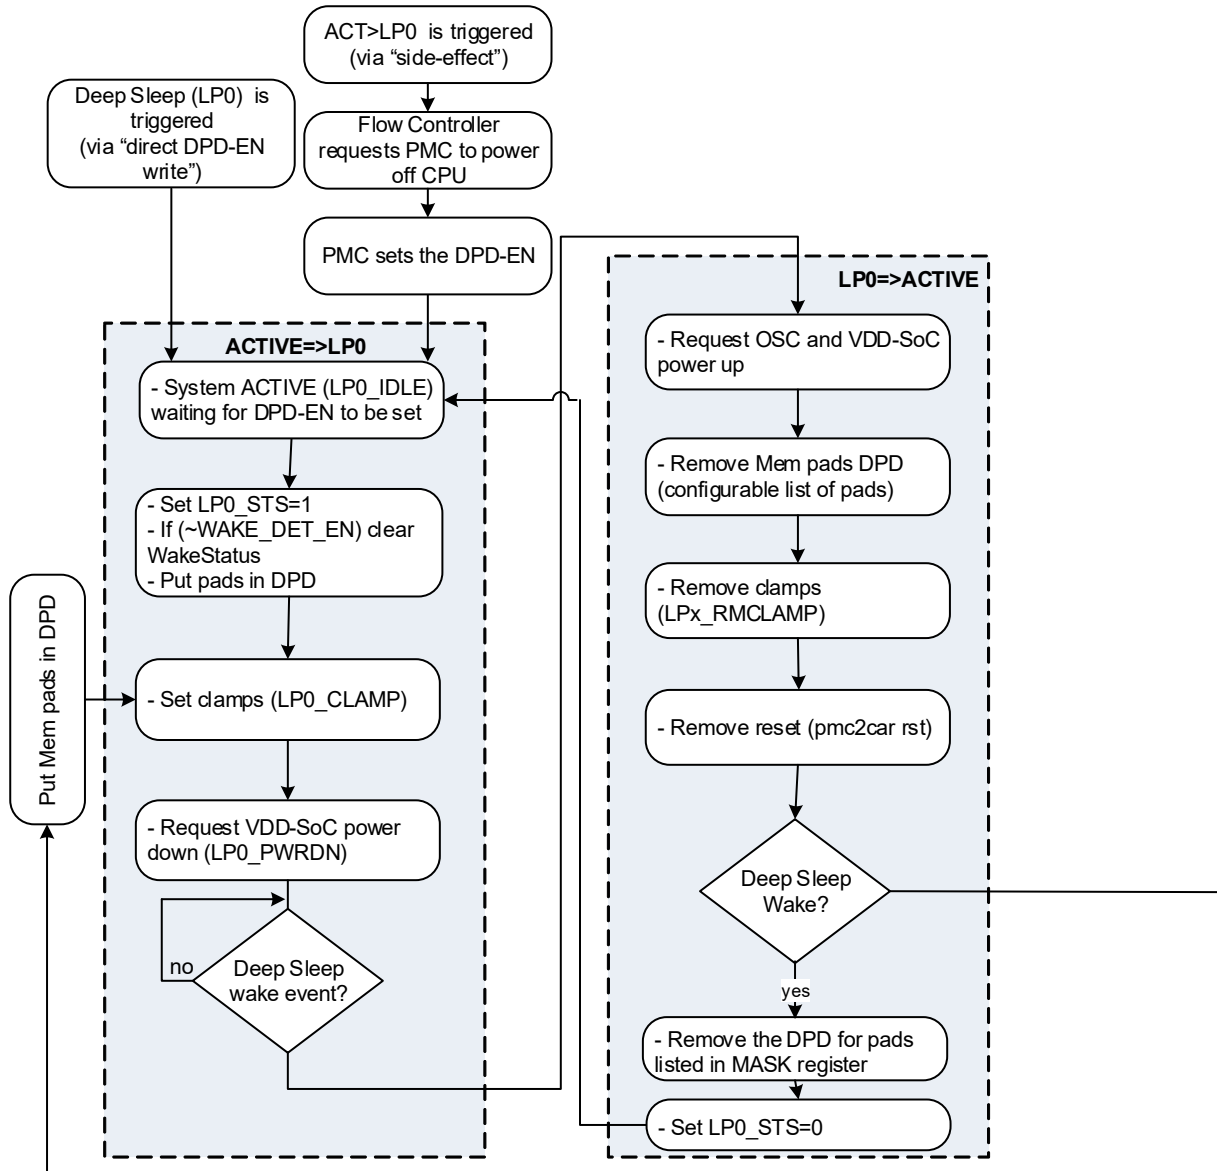 ACT>LP0 is triggered
(via “side-effect”)
Deep Sleep (LP0) is
triggered
(via “direct DPD-EN
write”)
Flow Controller
requests PMC to power
off CPU
PMC sets the DPD-EN
ACTIVE=>LP0
- System ACTIVE (LP0_IDLE)
waiting for DPD-EN to be set
- Set LP0_STS=1
- If (~WAKE_DET_EN) clear
WakeStatus
- Put pads in DPD
Put Mem pads in DPD
- Set clamps (LP0_CLAMP)
- Request VDD-SoC power
down (LP0_PWRDN)
no
Deep Sleep
wake event?
LP0=>ACTIVE
- Request OSC and VDD-SoC
power up
- Remove Mem pads DPD
(configurable list of pads)
- Remove clamps
(LPx_RMCLAMP)
- Remove reset (pmc2car rst)
Deep Sleep
Wake?
yes
- Remove the DPD for pads
listed in MASK register
- Set LP0_STS=0